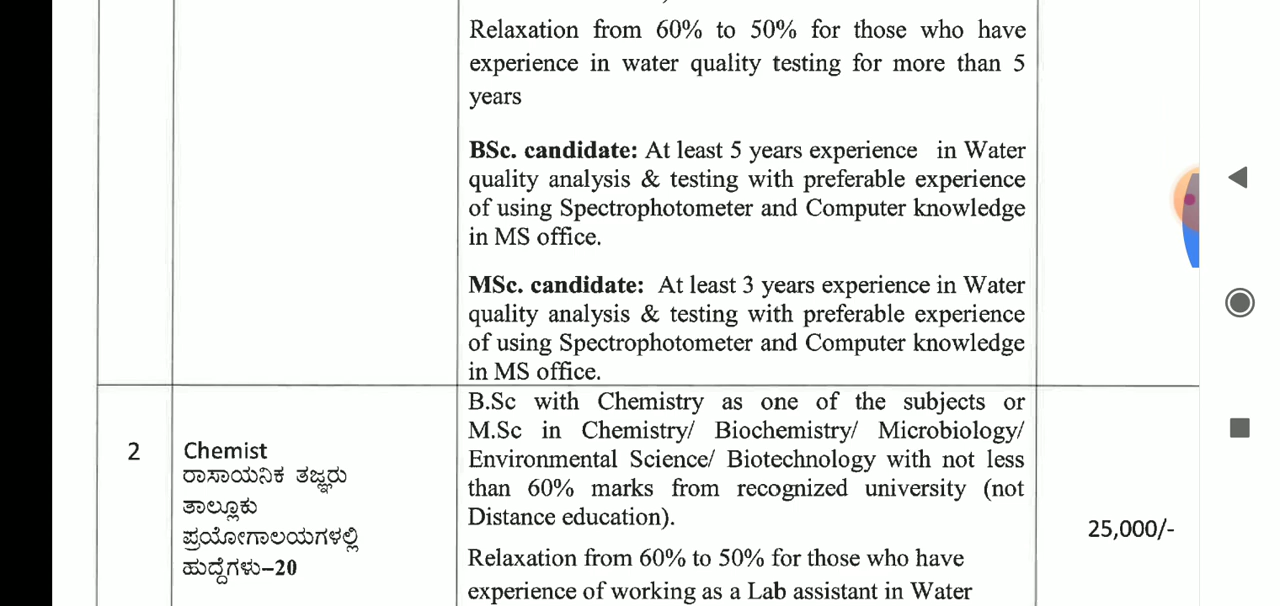 Relaxation from 60% to 50% for those who have
experience in water quality testing for more than 5
years
BSc. candidate: At least 5 years experience in Water
quality analysis & testing with preferable experience
of using Spectrophotometer and Computer knowledge
in MS office.
MSc. candidate: At least 3 years experience in Water
quality analysis & testing with preferable experience
of using Spectrophotometer and Computer knowledge
in MS office.
2
Chemist
ರಾಸಾಯನಿಕ ತಜ್ಞರು
ತಾಲ್ಲೂಕು
ಪ್ರಯೋಗಾಲಯಗಳಲ್ಲಿ
ಹುದ್ದೆಗಳು–20
B.Sc with Chemistry as one of the subjects or
M.Sc in Chemistry/ Biochemistry/ Microbiology/
Environmental Science/ Biotechnology with not less
than 60% marks from recognized university (not
Distance education).
Relaxation from 60% to 50% for those who have
experience of working as a Lab assistant in Water
25,000/-